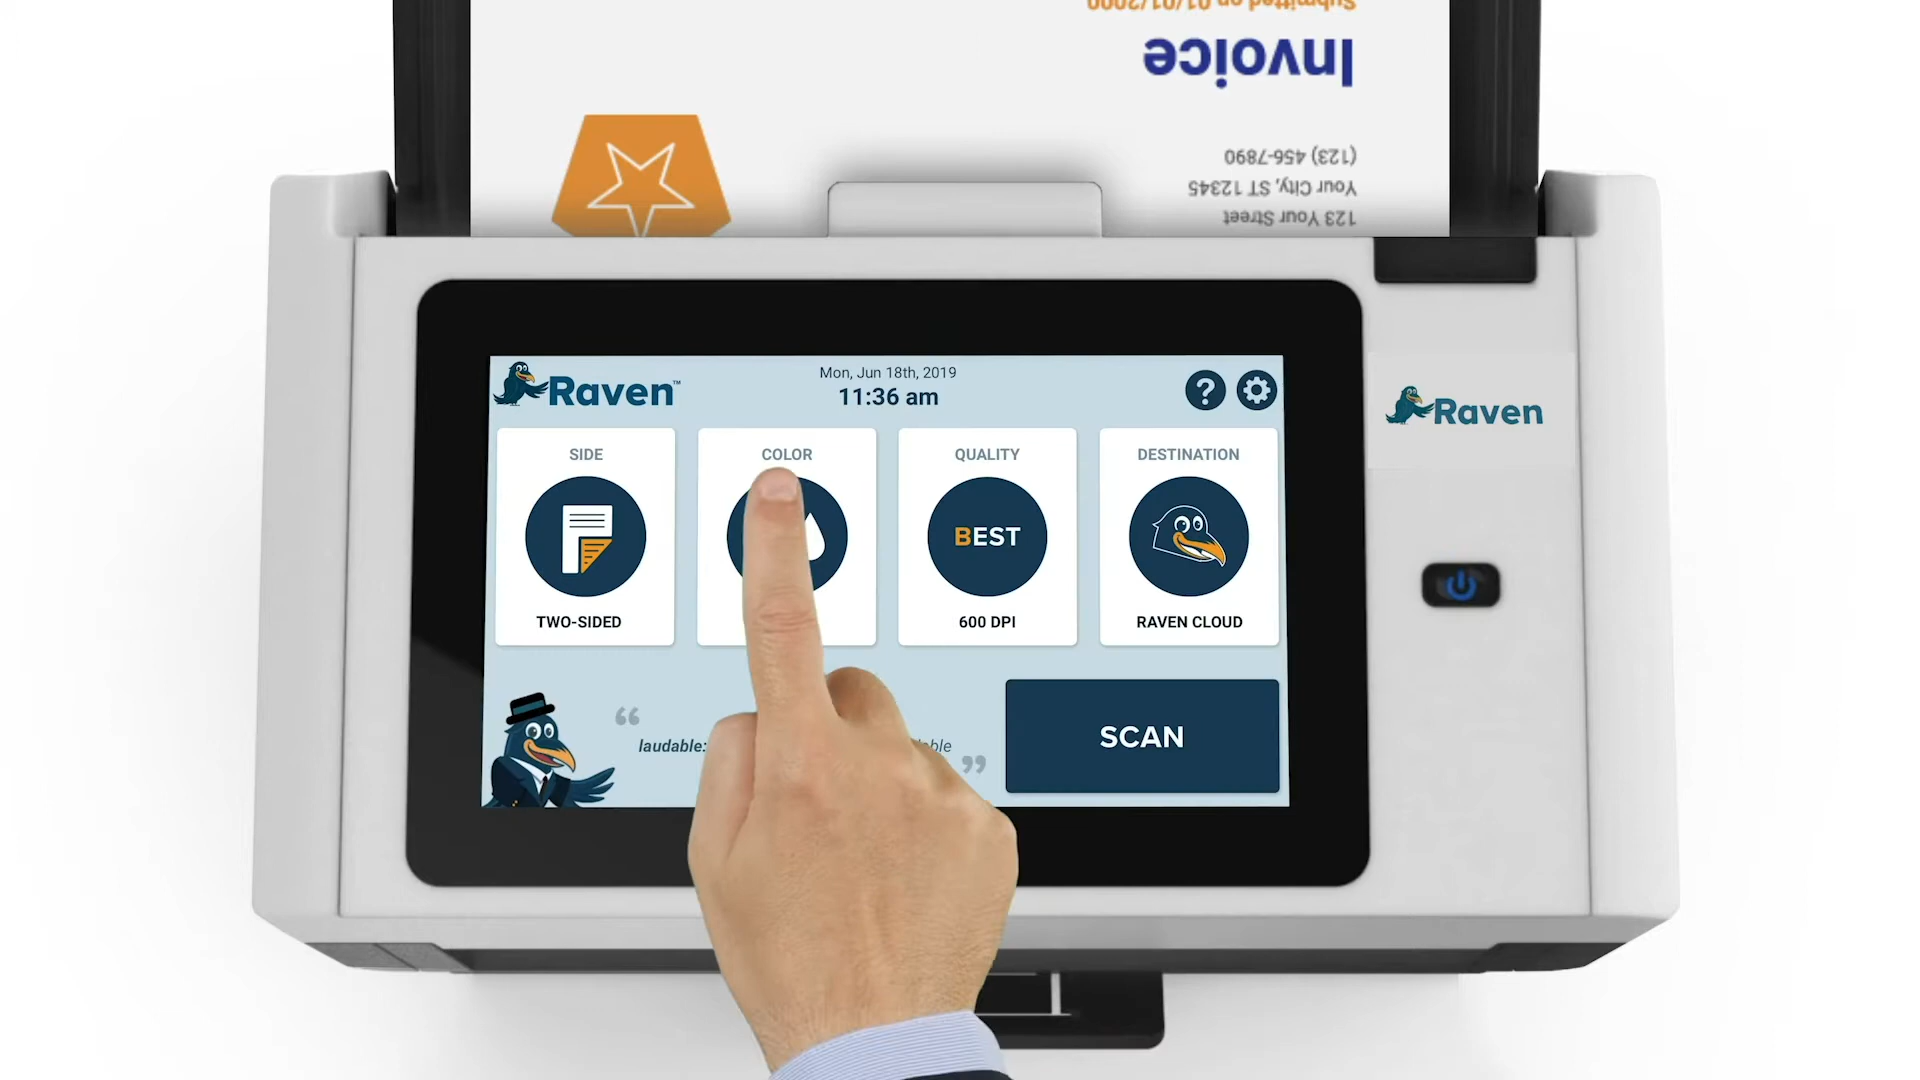 Submitted on 01/01/2000
Invoice
(123) 456-7890
Your City, ST 12345
123 Your Street
Raven™
Mon, Jun 18th, 2019
11:36 am
?
SIDE
COLOR
QUALITY
DESTINATION
BEST
TWO-SIDED
600 DPI
RAVEN CLOUD
“
laudable:
”
SCAN
Raven